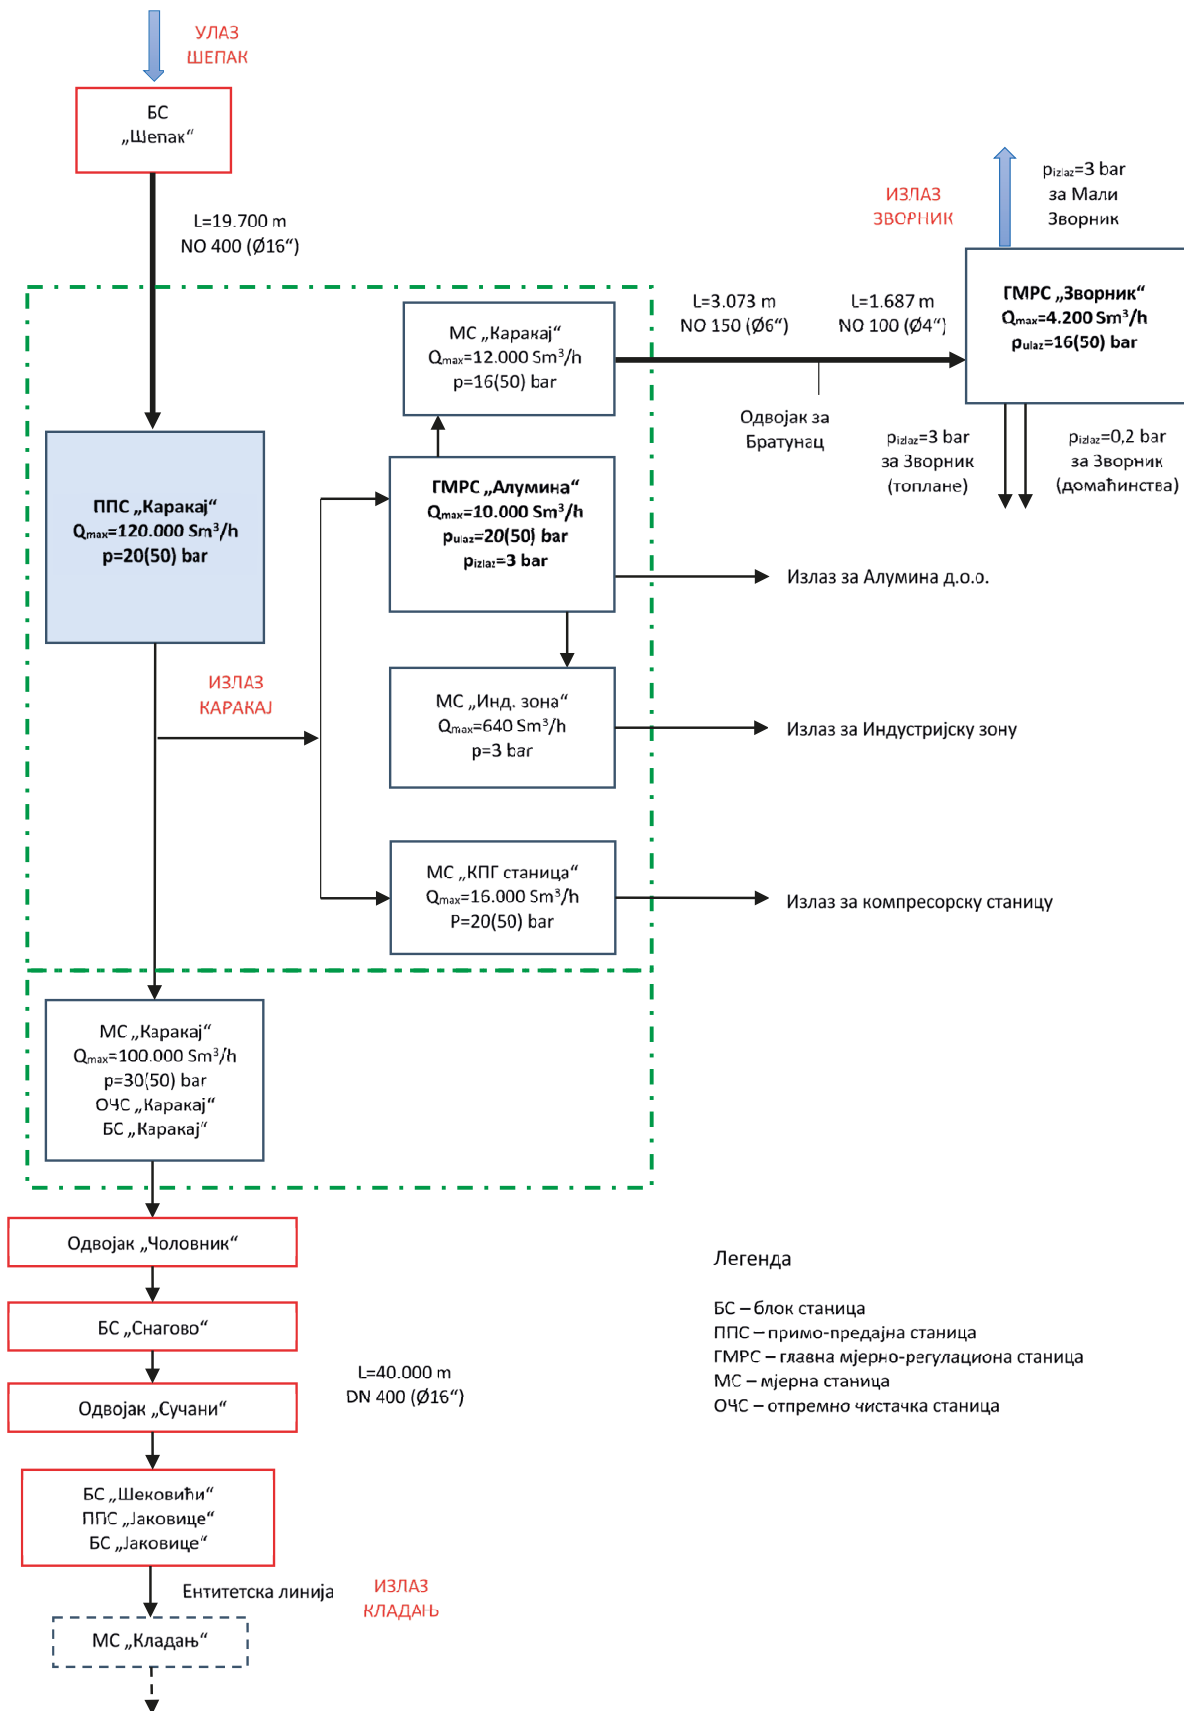 УЛАЗ
ШЕПАК
БС
„Шепак“
L=19.700 m
NO 400 (Ø16“)
ИЗЛАЗ
ЗВОРНИК
pizlaz=3 bar
за Мали
Зворник
ГМРС „Зворник“
Qmax=4.200 Sm³/h
pulaz=16(50) bar
L=3.073 m
NO 150 (Ø6“)
L=1.687 m
NO 100 (Ø4“)
МС „Каракај“
Qmax=12.000 Sm³/h
p=16(50) bar
Одвојак за
Братунац
pizlaz=3 bar
за Зворник
(топлане)
pizlaz=0,2 bar
за Зворник
(домаћинства)
ППС „Каракај“
Qmax=120.000 Sm³/h
p=20(50) bar
ГМРС „Алумина“
Qmax=10.000 Sm³/h
pulaz=20(50) bar
pizlaz=3 bar
Излаз за Алумина д.о.о.
ИЗЛАЗ
КАРАКАЈ
МС „Инд. зона“
Qmax=640 Sm³/h
p=3 bar
Излаз за Индустријску зону
МС „КПГ станица“
Qmax=16.000 Sm³/h
P=20(50) bar
Излаз за компресорску станицу
МС „Каракај“
Qmax=100.000 Sm³/h
p=30(50) bar
ОЧС „Каракај“
БС „Каракај“
Одвојак „Чоловник“
БС „Снагово“
Одвојак „Сучани“
L=40.000 m
DN 400 (Ø16“)
БС „Шековићи“
ППС „Јаковице“
БС „Јаковице“
Ентитетска линија
ИЗЛАЗ
КЛАДАЊ
МС „Кладањ“
Легенда
БС – блок станица
ППС – примо-предајна станица
ГМРС – главна мјерно-регулациона станица
МС – мјерна станица
ОЧС – отпремно чистачка станица